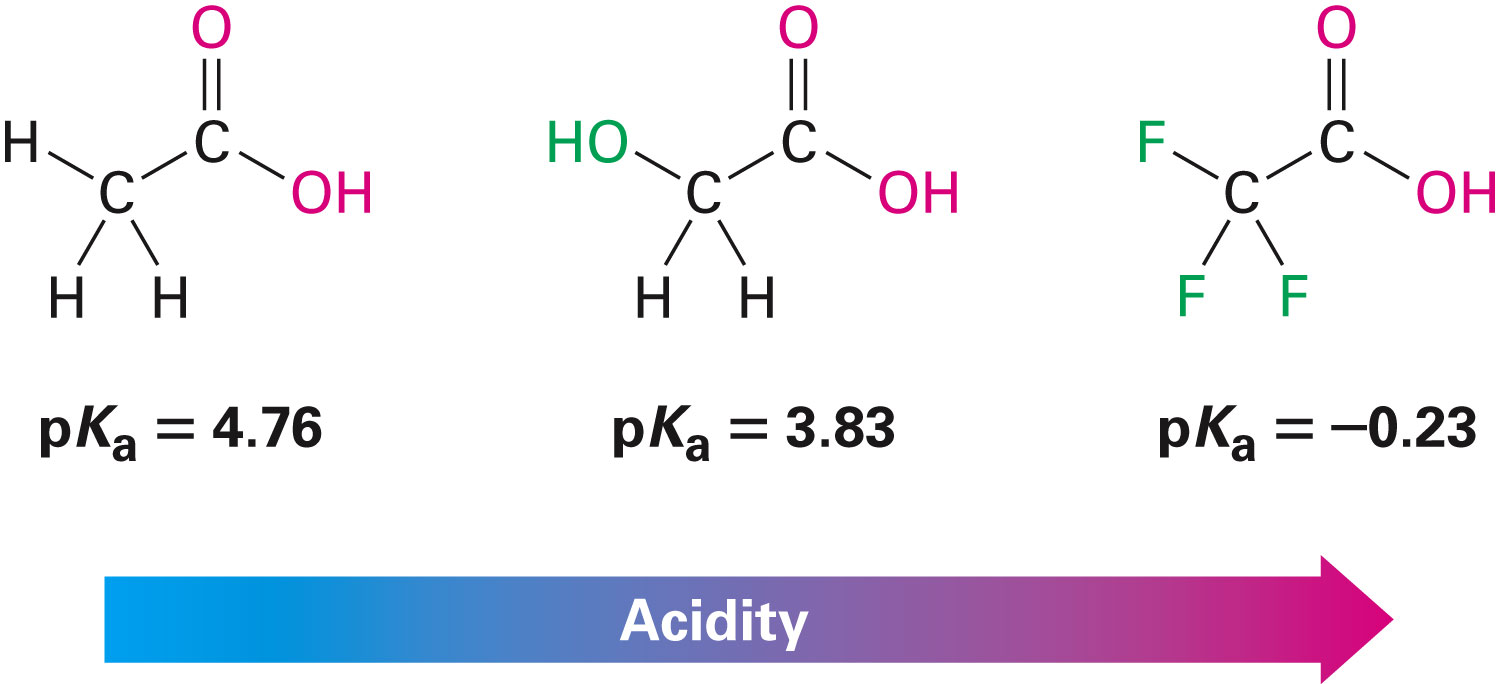 O O O
H C OH HO C OH F C OH
C C C
H H H H F F
pKa = 4.76 pKa = 3.83 pKa = –0.23
Acidity